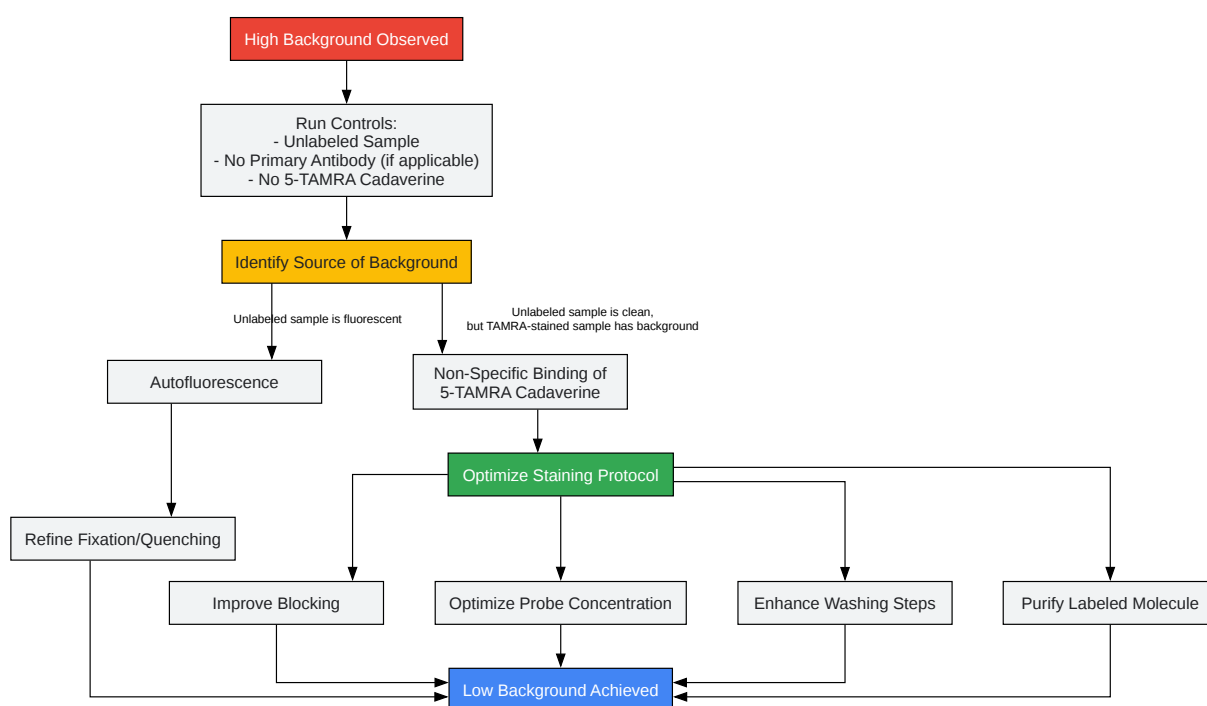 High Background Observed
Run Controls:
- Unlabeled Sample
- No Primary Antibody (if applicable)
- No 5-TAMRA Cadaverine
Identify Source of Background
Unlabeled sample is fluorescent
Unlabeled sample is clean,
but TAMRA-stained sample has background
Autofluorescence
Non-Specific Binding of
5-TAMRA Cadaverine
Optimize Staining Protocol
Refine Fixation/Quenching
Improve Blocking
Optimize Probe Concentration
Enhance Washing Steps
Purify Labeled Molecule
Low Background Achieved